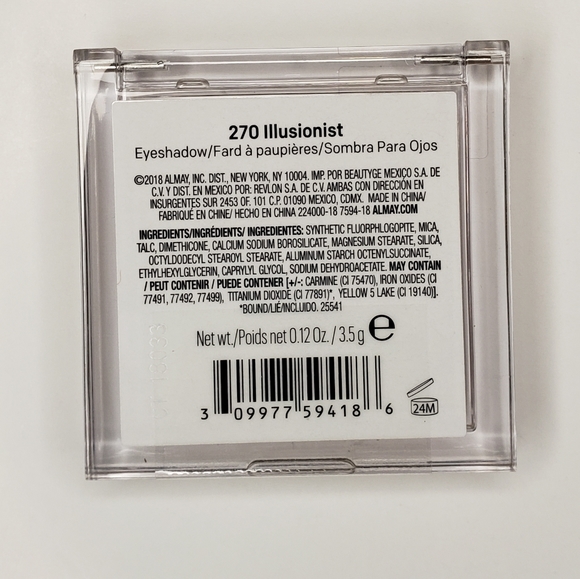 270 Illusionist
Eyeshadow/Fard à paupières/Sombra Para Ojos
©2018 ALMAY, INC. DIST., NEW YORK, NY 10004. IMP. POR BEAUTYGE MEXICO S.A. DE
C.V. Y DIST. EN MEXICO POR: REVLON S.A. DE C.V. AMBAS CON DIRECCIÓN EN
INSURGENTES SUR 2453 OF. 101 C.P. 01090 MEXICO, CDMX. MADE IN CHINA/
FABRIQUÉ EN CHINE/ HECHO EN CHINA 224000-18 7594-18 ALMAY.COM
INGREDIENTS/INGRÉDIENTS/ INGREDIENTES: SYNTHETIC FLUORPHLOGOPITE, MICA,
TALC, DIMETHICONE, CALCIUM SODIUM BOROSILICATE, MAGNESIUM STEARATE, SILICA,
OCTYLDODECYL STEAROYL STEARATE, ALUMINUM STARCH OCTENYLSUCCINATE,
ETHYLHEXYLGLYCERIN, CAPRYLYL GLYCOL, SODIUM DEHYDROACETATE. MAY CONTAIN
/ PEUT CONTENIR / PUEDE CONTENER [+/-: CARMINE (CI 75470), IRON OXIDES (CI
77491, 77492, 77499), TITANIUM DIOXIDE (CI 77891)*, YELLOW 5 LAKE (CI 19140)].
*BOUND/LIÉ/INCLUIDO. 25541
Net wt./Poids net 0.12 Oz. / 3.5 g e
3 09977 59418 6
24M